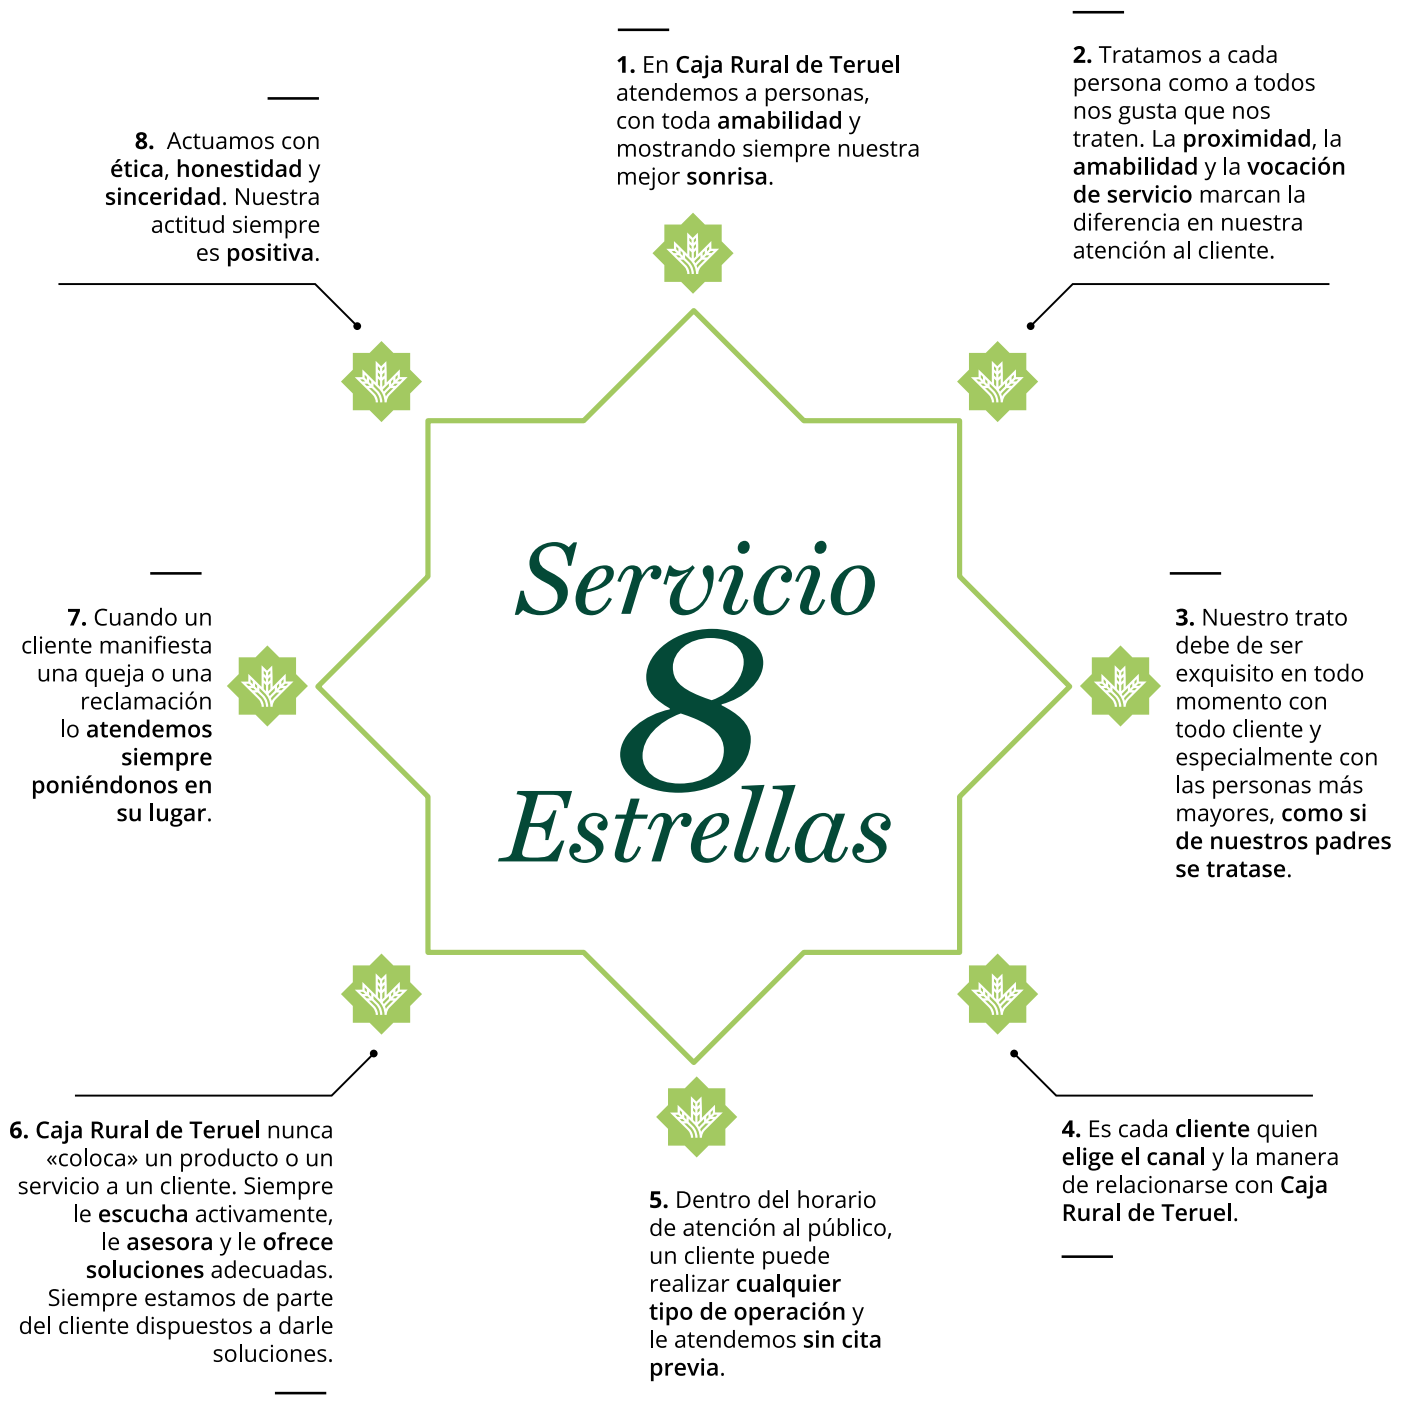 1. En Caja Rural de Teruel
atendemos a personas,
con toda amabilidad y
mostrando siempre nuestra
mejor sonrisa.
2. Tratamos a cada
persona como a todos
nos gusta que nos
traten. La proximidad, la
amabilidad y la vocación
de servicio marcan la
diferencia en nuestra
atención al cliente.
3. Nuestro trato
debe de ser
exquisito en todo
momento con
todo cliente y
especialmente con
las personas más
mayores, como si
de nuestros padres
se tratase.
4. Es cada cliente quien
elige el canal y la manera
de relacionarse con Caja
Rural de Teruel.
5. Dentro del horario
de atención al público,
un cliente puede
realizar cualquier
tipo de operación y
le atendemos sin cita
previa.
6. Caja Rural de Teruel nunca
«coloca» un producto o un
servicio a un cliente. Siempre
le escucha activamente,
le asesora y le ofrece
soluciones adecuadas.
Siempre estamos de parte
del cliente dispuestos a darle
soluciones.
7. Cuando un
cliente manifiesta
una queja o una
reclamación
lo atendemos
siempre
poniéndonos en
su lugar.
8. Actuamos con
ética, honestidad y
sinceridad. Nuestra
actitud siempre
es positiva.
Servicio
8
Estrellas